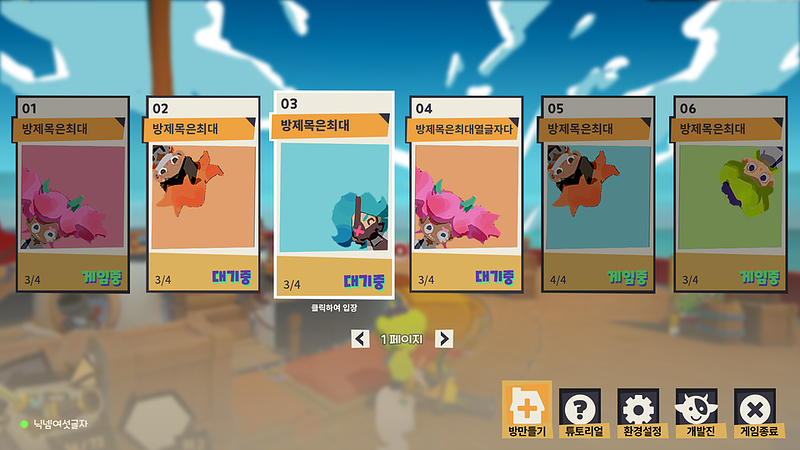 01
방제목은최대
3/4
게임중
02
방제목은최대
3/4
대기중
03
방제목은최대
3/4
대기중
클릭하여 입장
04
방제목은최대열글자다
3/4
대기중
05
방제목은최대
4/4
게임중
06
방제목은최대
3/4
게임중
1 페이지
닉넴여섯글자
방만들기
튜토리얼
환경설정
개발진
게임종료